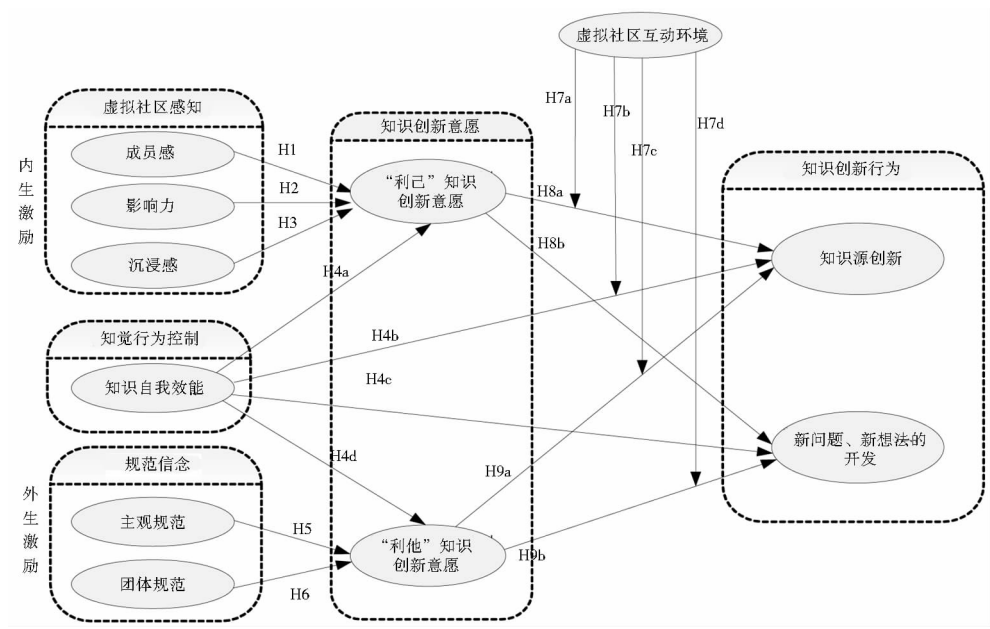 虚拟社区互动环境
H7a
H7b
H7c
H7d
内生激励
虚拟社区感知
成员感
影响力
沉浸感
H1
H2
H3
知识创新意愿
“利己”知识
创新意愿
H8a
H8b
知识创新行为
知识源创新
新问题、新想法的
开发
知觉行为控制
知识自我效能
H4a
H4b
H4c
H4d
外生激励
规范信念
主观规范
团体规范
H5
H6
“利他”知识
创新意愿
H9a
H9b